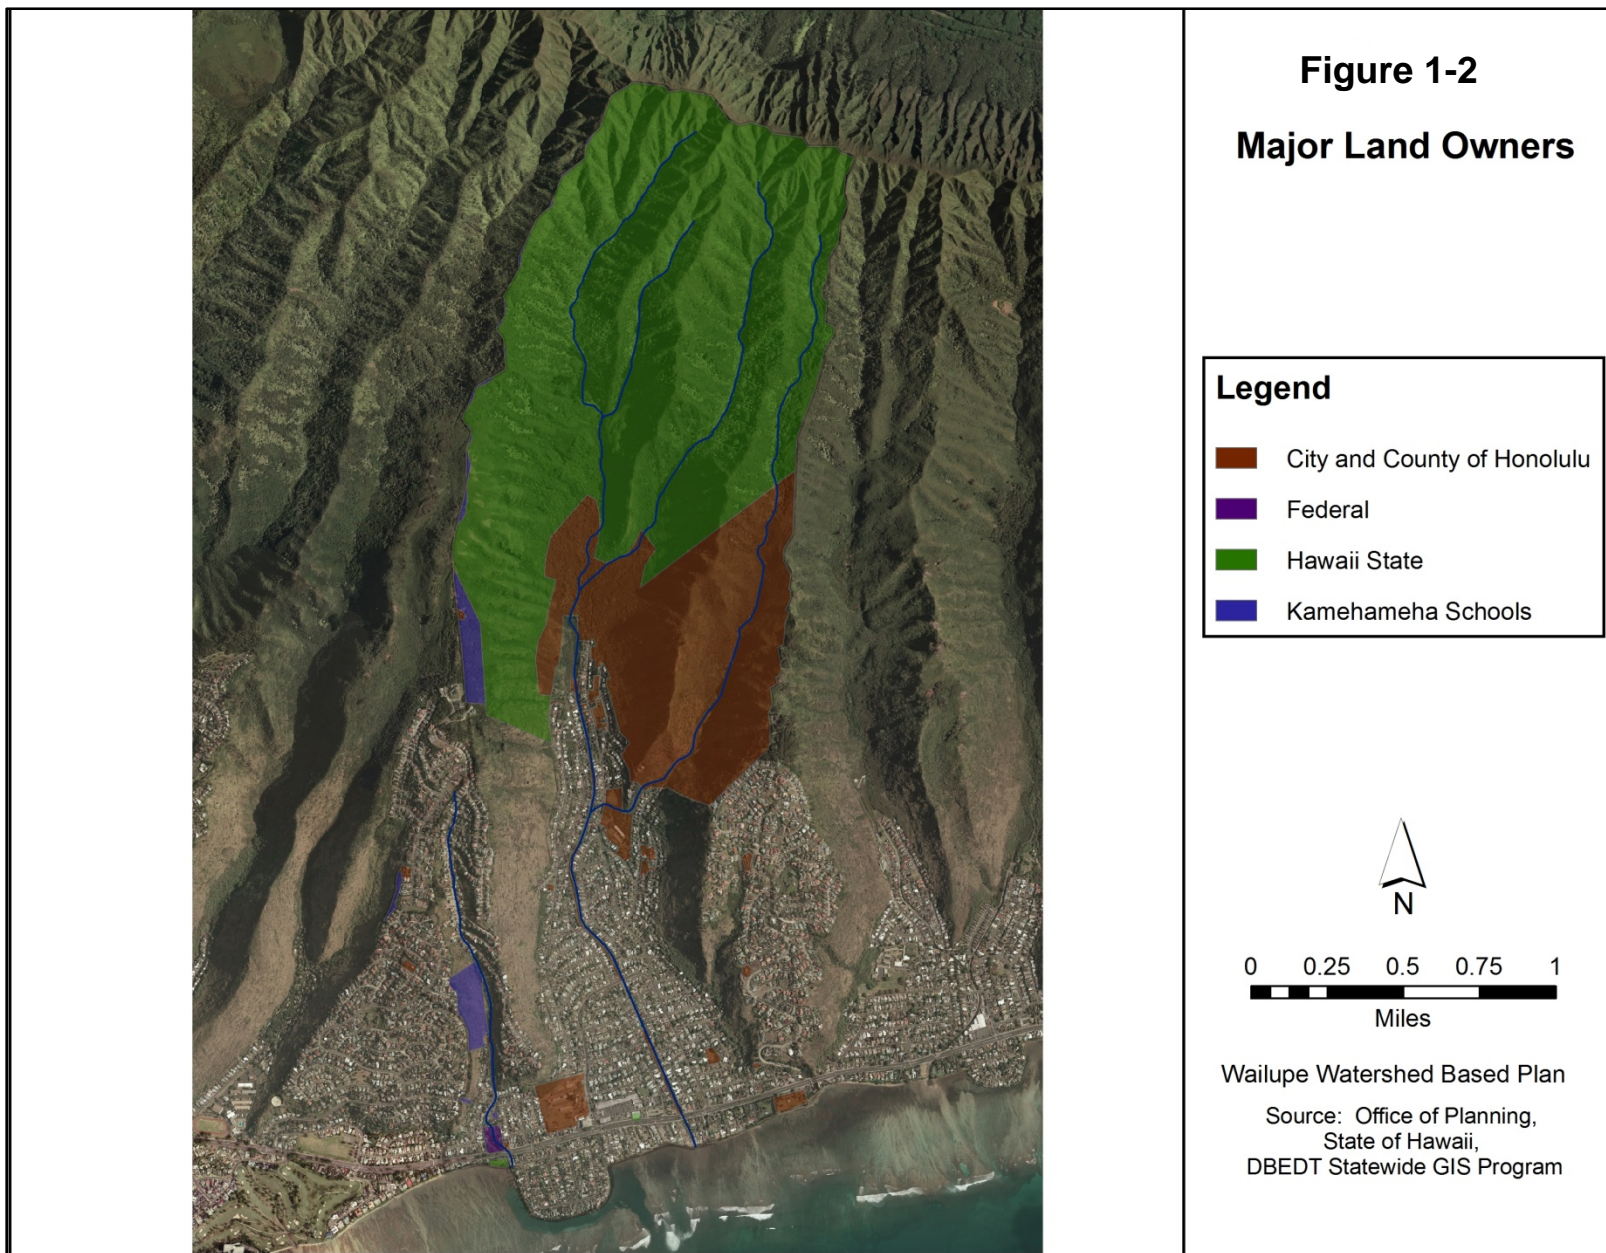 Figure 1-2
Major Land Owners
Legend
City and County of Honolulu
Federal
Hawaii State
Kamehameha Schools
N
0 0.25 0.5 0.75 1
Miles
Wailupe Watershed Based Plan
Source: Office of Planning,
State of Hawaii,
DBEDT Statewide GIS Program